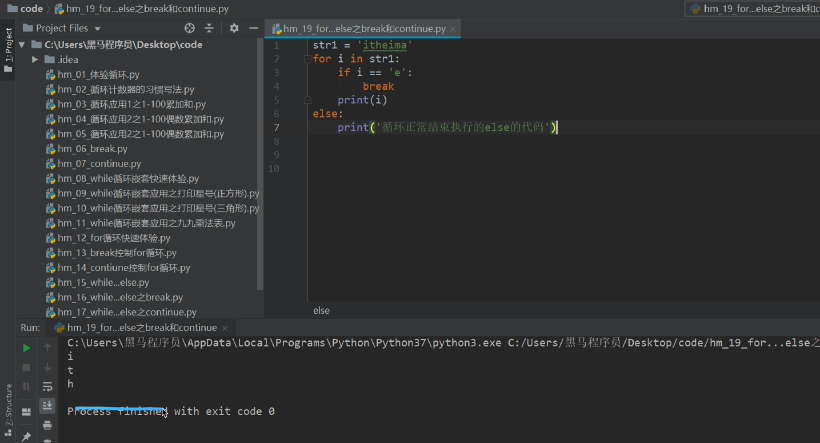 code hm_19_for...else之break和continue.py
hm_19_for...else之break和c
1: Project
Project Files
hm_19_for...else之break和continue.py
C:\Users\黑马程序员\Desktop\code
.idea
hm_01_体验循环.py
hm_02_循环计数器的习惯写法.py
hm_03_循环应用1之1-100累加和.py
hm_04_循环应用2之1-100偶数累加和.py
hm_05_循环应用2之1-100偶数累加和.py
hm_06_break.py
hm_07_continue.py
hm_08_while循环嵌套快速体验.py
hm_09_while循环嵌套应用之打印星号(正方形).py
hm_10_while循环嵌套应用之打印星号(三角形).py
hm_11_while循环嵌套应用之九九乘法表.py
hm_12_for循环快速体验.py
hm_13_break控制for循环.py
hm_14_contiune控制for循环.py
hm_15_while...else.py
hm_16_while...else之break.py
hm_17_while...else之continue.py
1 str1 = 'itheima'
2 for i in str1:
3 if i == 'e':
4 break
5 print(i)
6 else:
7 print('循环正常结束执行的else的代码')
8
9
10
else
Run: hm_19_for...else之break和continue
C:\Users\黑马程序员\AppData\Local\Programs\Python\Python37\python3.exe C:/Users/黑马程序员/Desktop/code/hm_19_for...else之
i
t
h
Process finished with exit code 0
7: Structure